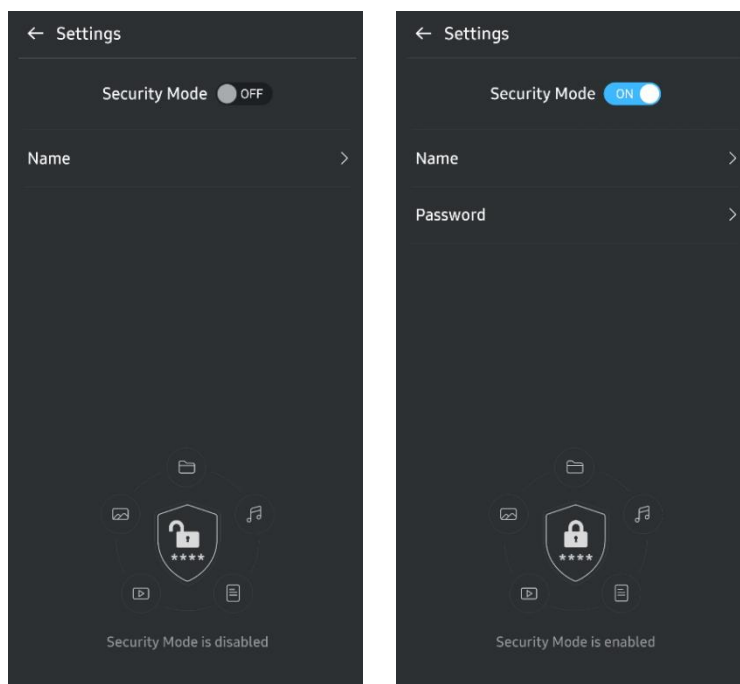 Settings
Security Mode OFF
Name
****
Security Mode is disabled
Settings
Security Mode ON
Name
Password
****
Security Mode is enabled